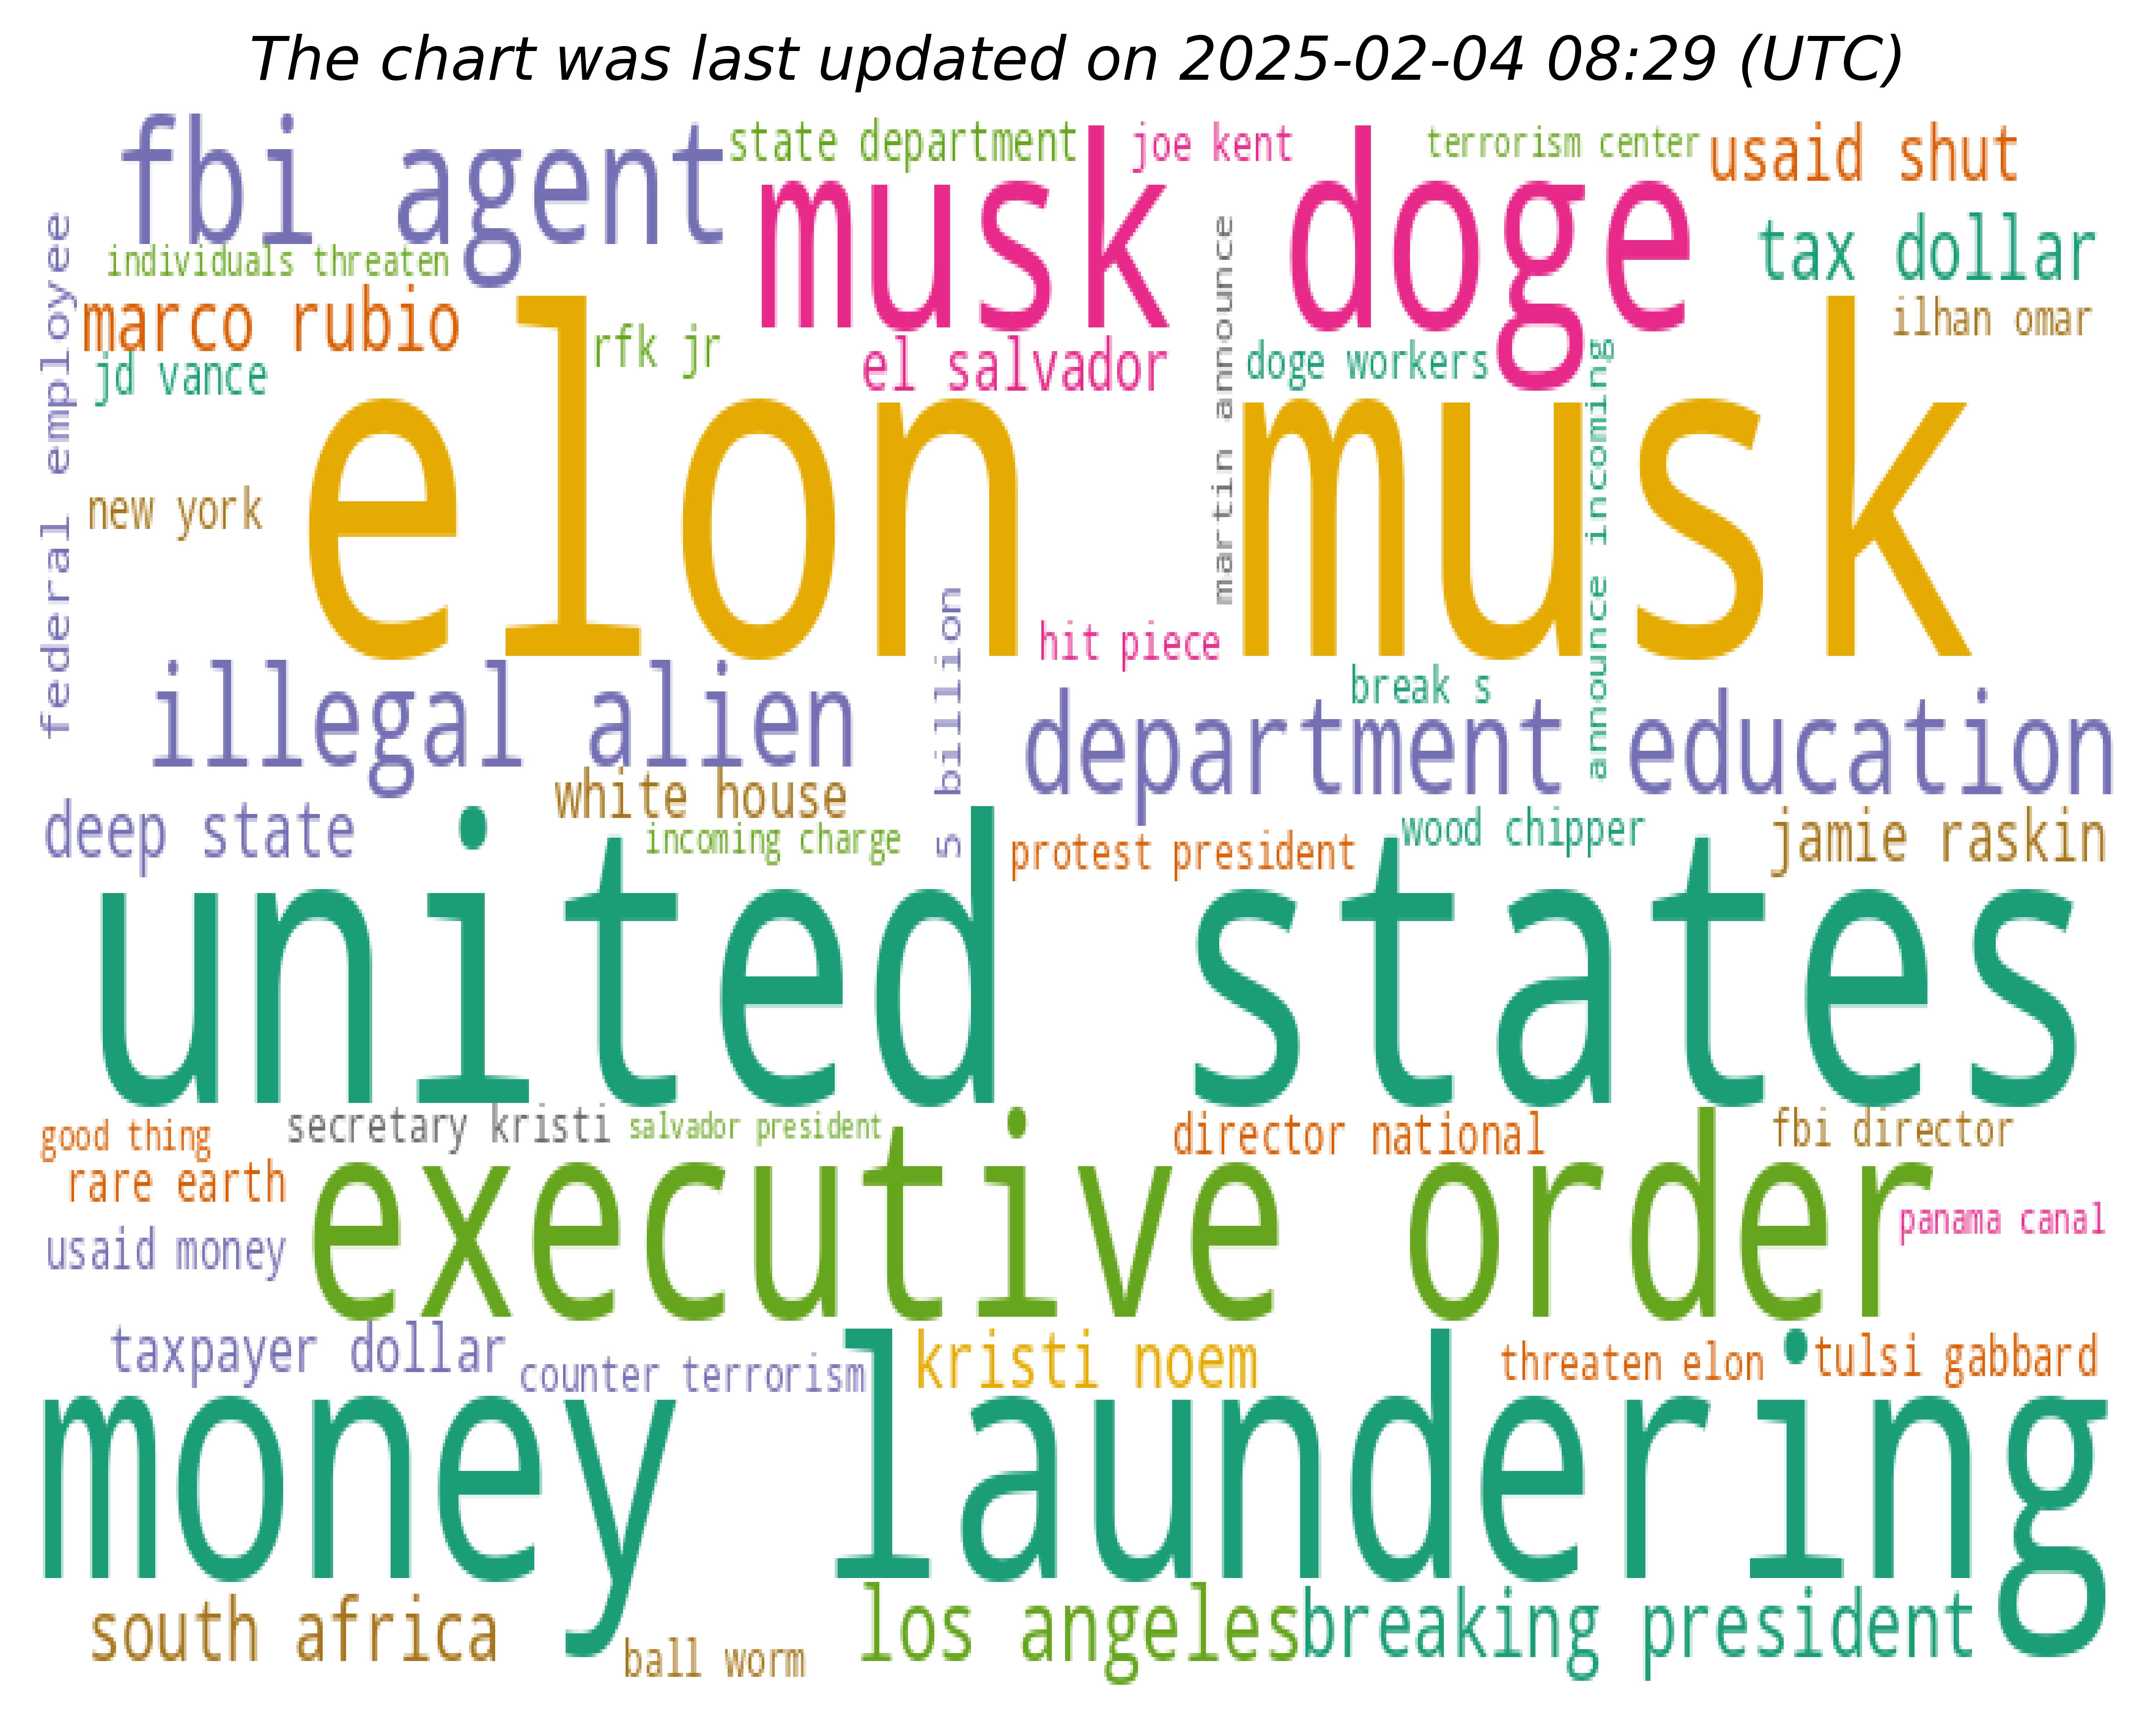 The chart was last updated on 2025-02-04 08:29 (UTC)
fbi agent
state department
joe kent
terrorism center
usaid shut
musk doge
tax dollar
individuals threaten
federal employee
marco rubio
rfk jr
el salvador
martin announce
doge workers
announce incoming
ilhan omar
jd vance
elon musk
new york
hit piece
5 billion
illegal alien
break s
department education
white house
deep state
incoming charge
protest president
wood chipper
jamie raskin
united states
good thing
secretary kristi
salvador president
director national
fbi director
rare earth
executive order
panama canal
usaid money
taxpayer dollar
counter terrorism
kristi noem
threaten elon
tulsi gabbard
money laundering
south africa
ball worm
los angeles
breaking president